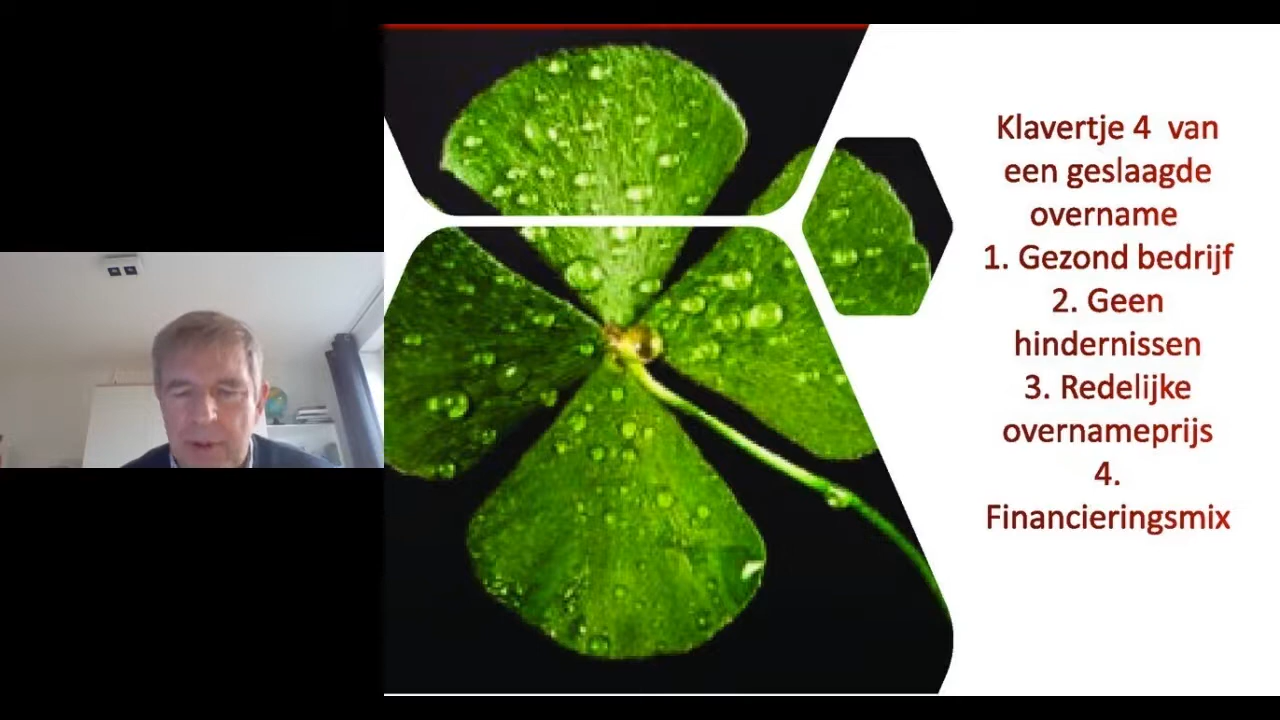 Klavertje 4 van
een geslaagde
overname
1. Gezond bedrijf
2. Geen
hindernissen
3. Redelijke
overnameprijs
4.
Financieringsmix